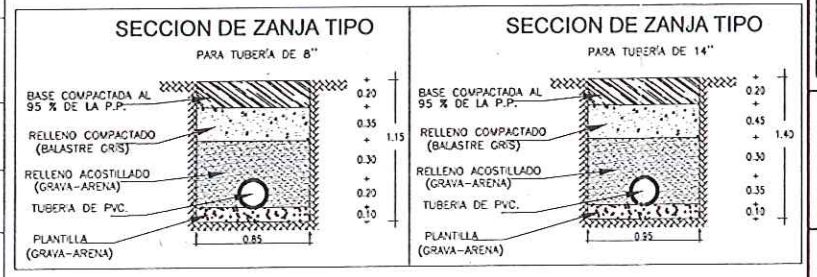 SECCION DE ZANJA TIPO
PARA TUBERÍA DE 8"
BASE COMPACTADA AL
95 % DE LA P.P.
RELLENO COMPACTADO
(BALASTRE GRIS)
RELLENO ACOSTILLADO
(GRAVA-ARENA)
TUBERIA DE PVC.
PLANTILLA
(GRAVA-ARENA)
0.20
0.35
0.30
0.20
0.10
1.15
0.85
SECCION DE ZANJA TIPO
PARA TUBERÍA DE 14"
BASE COMPACTADA AL
95 % DE LA P.P.
RELLENO COMPACTADO
(BALASTRE GRIS)
RELLENO ACOSTILLADO
(GRAVA-ARENA)
TUBERIA DE PVC.
PLANTILLA
(GRAVA-ARENA)
0.20
0.45
0.30
0.35
0.10
1.40
0.95